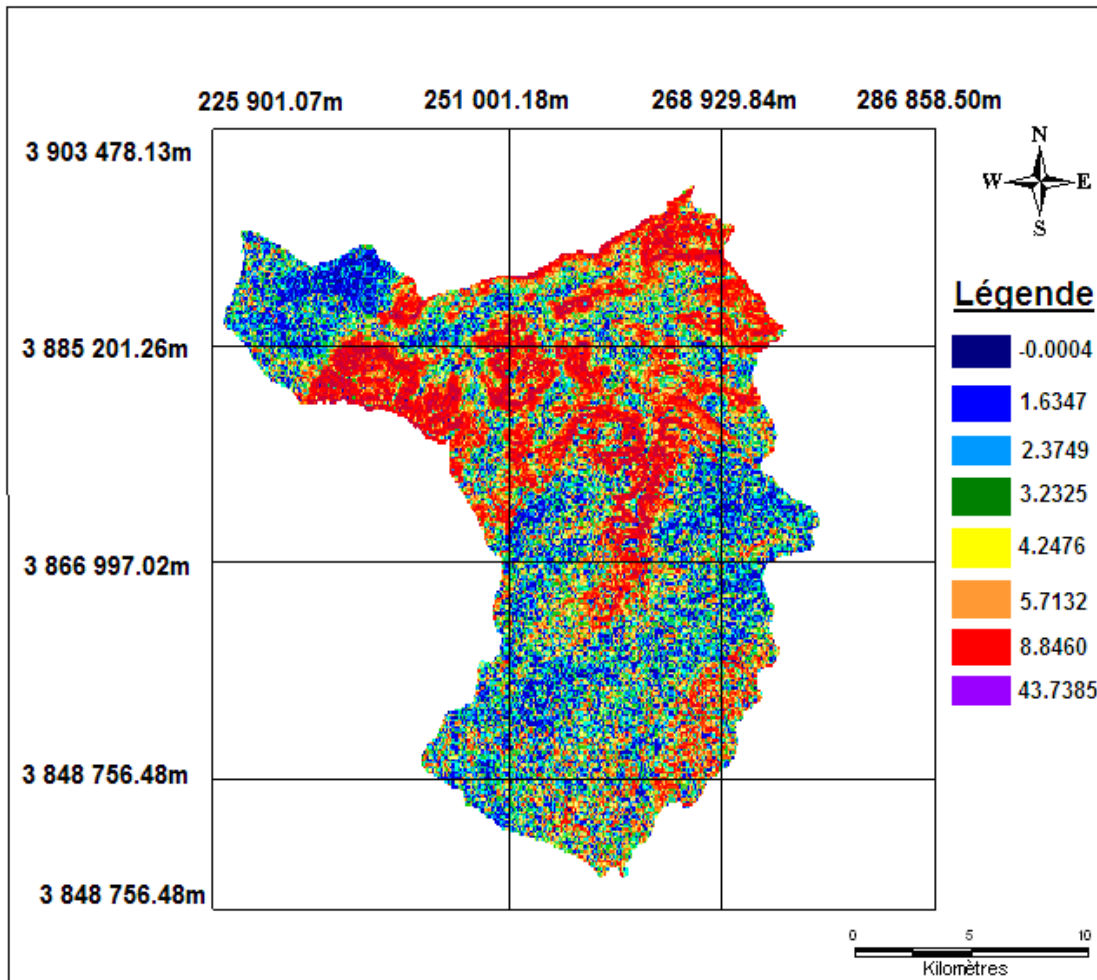 225 901.07m 251 001.18m 268 929.84m 286 858.50m
3 903 478.13m
N
W E
S
3 885 201.26m
3 866 997.02m
3 848 756.48m
3 848 756.48m
Légende
-0.0004
1.6347
2.3749
3.2325
4.2476
5.7132
8.8460
43.7385
0 5 10
Kilomètres